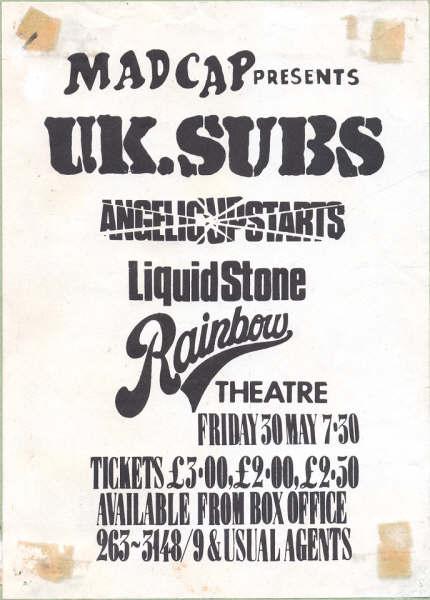 MADCAP PRESENTS
U.K. SUBS
ANGELIC UPSTARTS
Liquid Stone
Rainbow
THEATRE
FRIDAY 30 MAY 7·30
TICKETS £3·00, £2·00, £2·50
AVAILABLE FROM BOX OFFICE
263~3148/9 & USUAL AGENTS